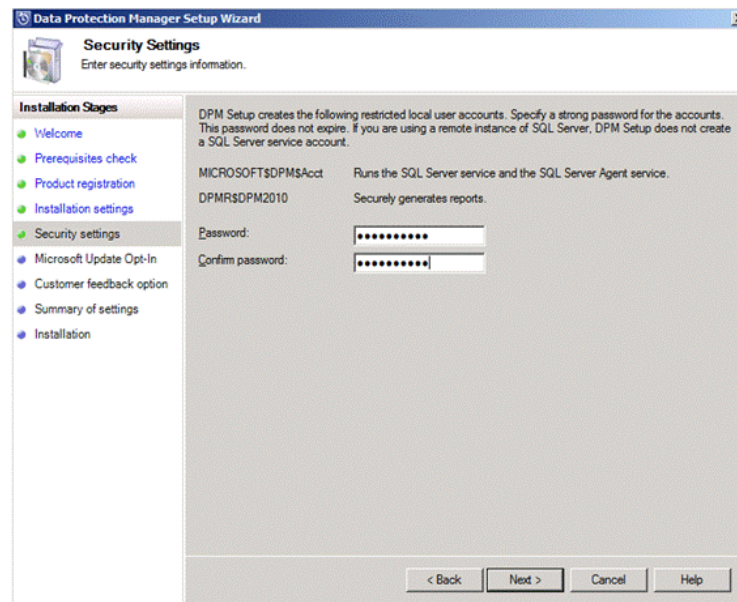 Data Protection Manager Setup Wizard
Security Settings
Enter security settings information.
Installation Stages
Welcome
Prerequisites check
Product registration
Installation settings
Security settings
Microsoft Update Opt-In
Customer feedback option
Summary of settings
Installation
DPM Setup creates the following restricted local user accounts. Specify a strong password for the accounts.
This password does not expire. If you are using a remote instance of SQL Server, DPM Setup does not create
a SQL Server service account.
MICROSOFT$DPM$Acct Runs the SQL Server service and the SQL Server Agent service.
DPMR$DPM2010 Securely generates reports.
Password: ●●●●●●●●●●
Confirm password: ●●●●●●●●●●
< Back Next > Cancel Help